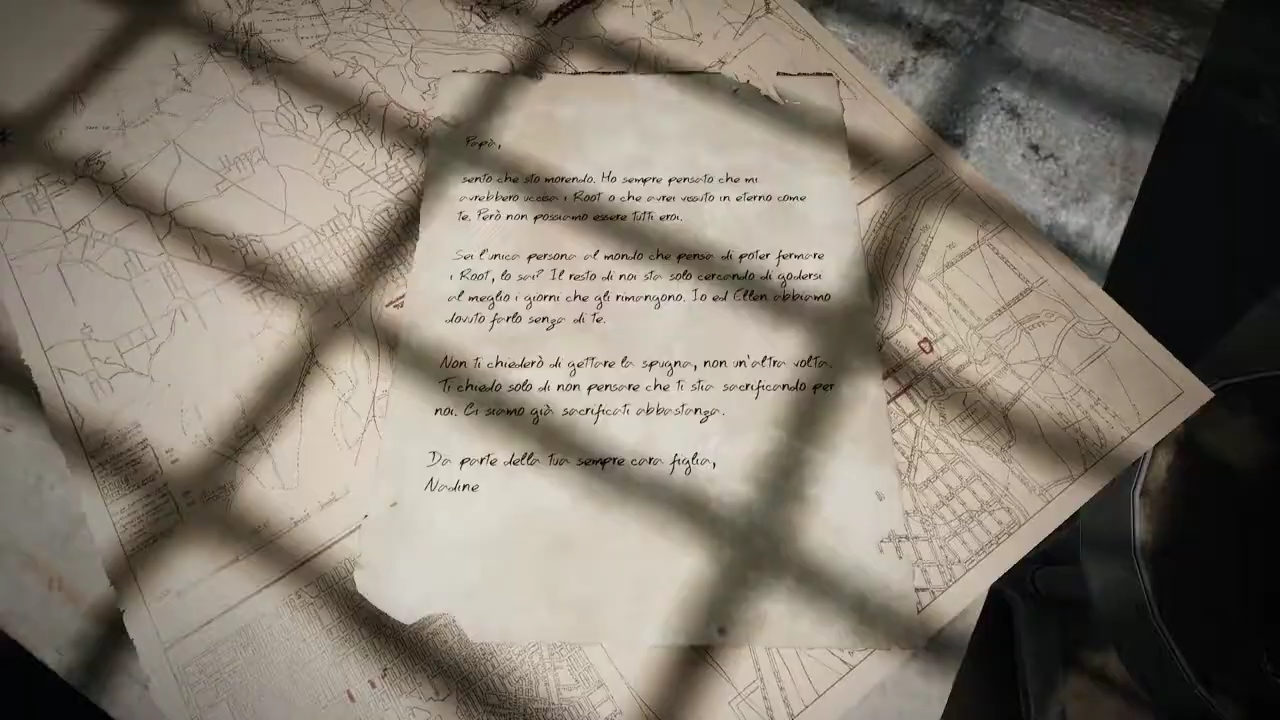 Papà,
sento che sto morendo. Ho sempre pensato che mi
avrebbero uccisa i Root o che avrei vissuto in eterno come
te. Però non possiamo essere tutti eroi.
Sei l'unica persona al mondo che pensa di poter fermare
i Root, lo sai? Il resto di noi sta solo cercando di godersi
al meglio i giorni che gli rimangono. Io ed Ellen abbiamo
dovuto farlo senza di te.
Non ti chiederò di gettare la spugna, non un'altra volta.
Ti chiedo solo di non pensare che ti stia sacrificando per
noi. Ci siamo già sacrificati abbastanza.
Da parte della tua sempre cara figlia,
Nadine